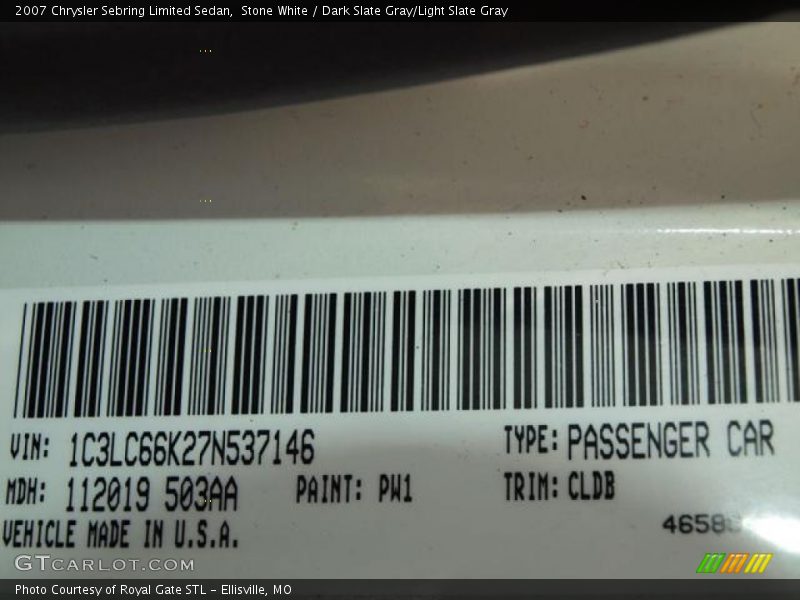 2007 Chrysler Sebring Limited Sedan,  Stone White / Dark Slate Gray/Light Slate Gray
VIN: 1C3LC66K27N537146 TYPE: PASSENGER CAR
MDH: 112019 503AA PAINT: PW1 TRIM: CLDB
VEHICLE MADE IN U.S.A.
GTCARLOT.COM
Photo Courtesy of Royal Gate STL - Ellisville, MO